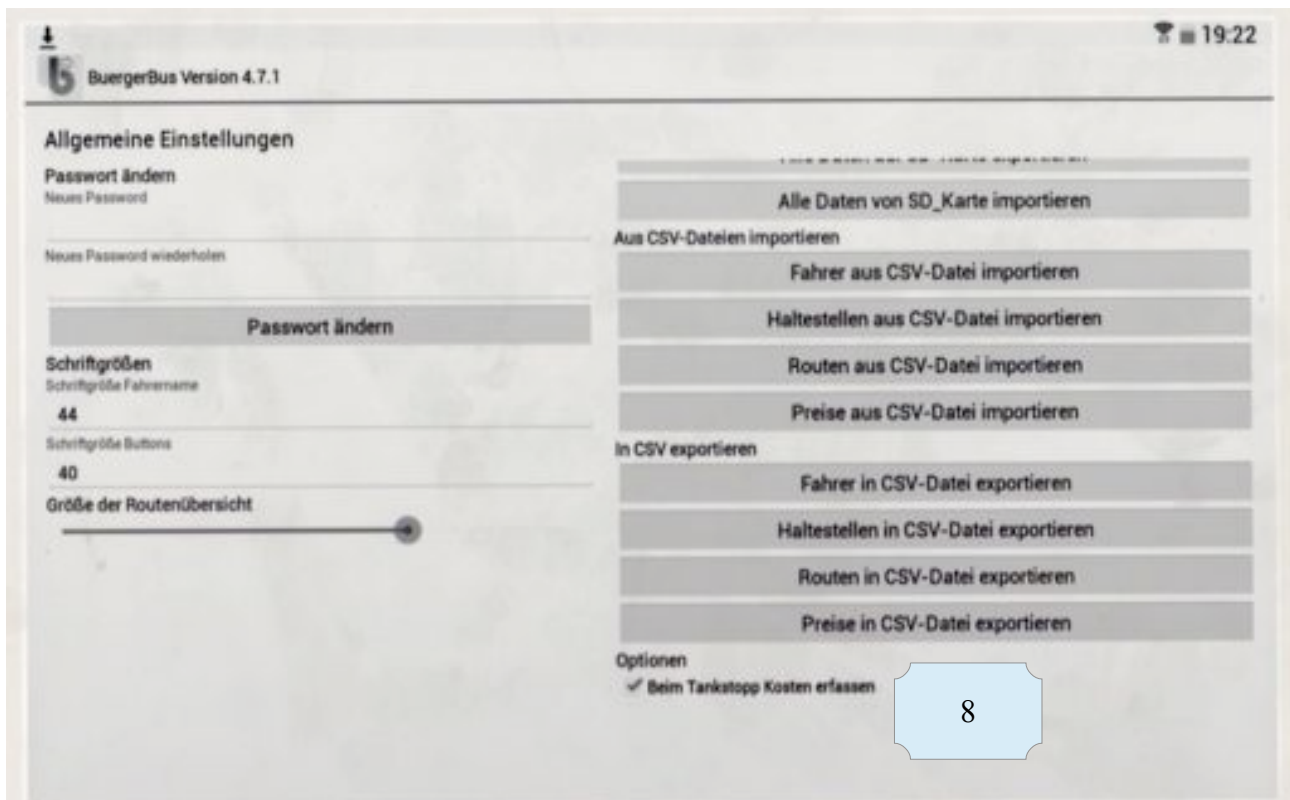 19:22
BuergerBus Version 4.7.1
Allgemeine Einstellungen
Passwort ändern
Neues Password
Neues Password wiederholen
Passwort ändern
Schriftgrößen
Schriftgröße Fahrername
44
Schriftgröße Buttons
40
Größe der Routenübersicht
Alle Daten von SD_Karte importieren
Aus CSV-Dateien importieren
Fahrer aus CSV-Datei importieren
Haltestellen aus CSV-Datei importieren
Routen aus CSV-Datei importieren
Preise aus CSV-Datei importieren
In CSV exportieren
Fahrer in CSV-Datei exportieren
Haltestellen in CSV-Datei exportieren
Routen in CSV-Datei exportieren
Preise in CSV-Datei exportieren
Optionen
Beim Tankstopp Kosten erfassen
8